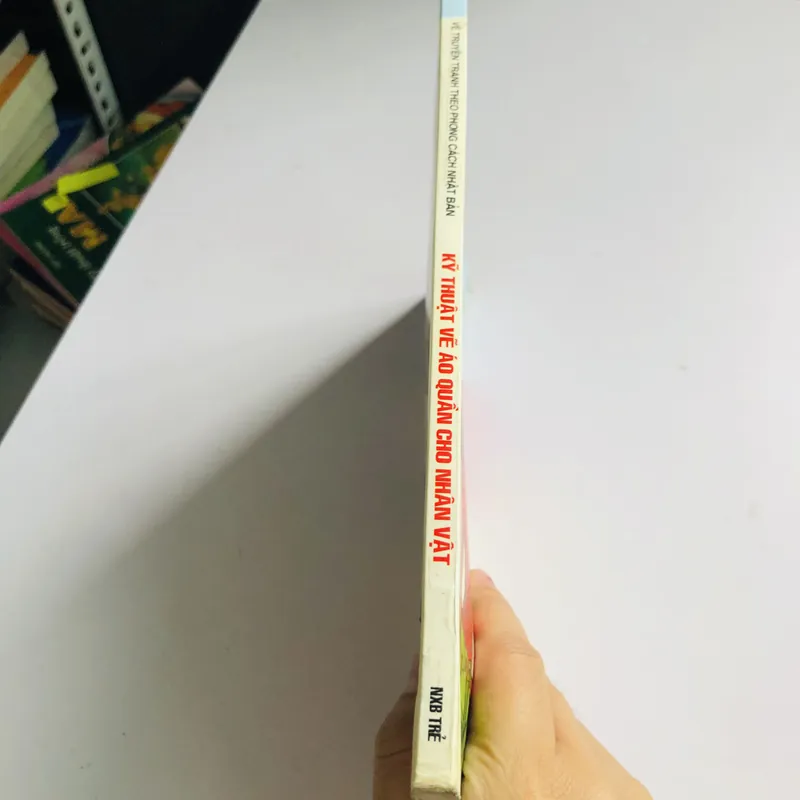 VẼ TRUYỆN TRANH THEO PHONG CÁCH NHẬT BẢN
KỸ THUẬT VẼ ÁO QUẦN CHO NHÂN VẬT
NXB TRẺ